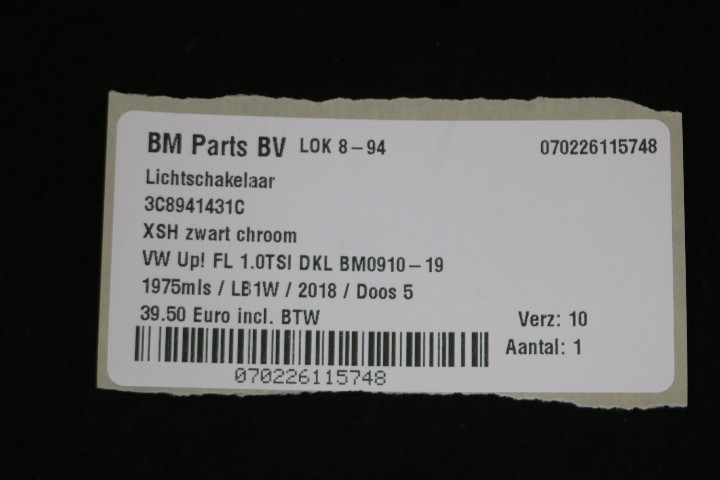 BM Parts BV LOK 8-94 070226115748
Lichtschakelaar
3C8941431C
XSH zwart chroom
VW Up! FL 1.0TSI DKL BM0910-19
1975mls / LB1W / 2018 / Doos 5
39.50 Euro incl. BTW Verz: 10
Aantal: 1
070226115748